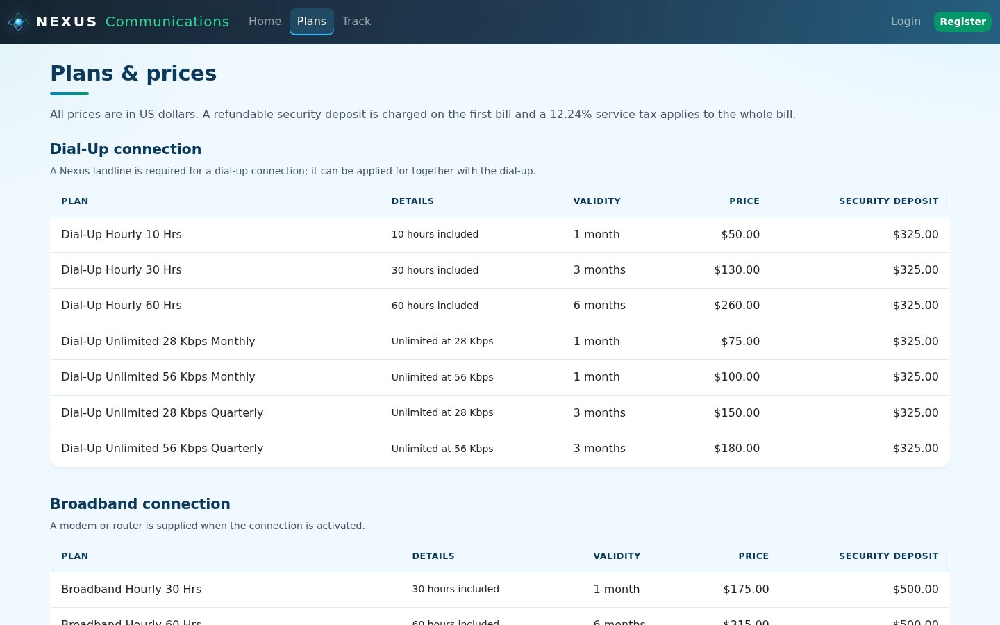 NEXUS Communications Home Plans Track Login Register
Plans & prices
All prices are in US dollars. A refundable security deposit is charged on the first bill and a 12.24% service tax applies to the whole bill.
Dial-Up connection
A Nexus landline is required for a dial-up connection; it can be applied for together with the dial-up.
PLAN DETAILS VALIDITY PRICE SECURITY DEPOSIT
Dial-Up Hourly 10 Hrs 10 hours included 1 month $50.00 $325.00
Dial-Up Hourly 30 Hrs 30 hours included 3 months $130.00 $325.00
Dial-Up Hourly 60 Hrs 60 hours included 6 months $260.00 $325.00
Dial-Up Unlimited 28 Kbps Monthly Unlimited at 28 Kbps 1 month $75.00 $325.00
Dial-Up Unlimited 56 Kbps Monthly Unlimited at 56 Kbps 1 month $100.00 $325.00
Dial-Up Unlimited 28 Kbps Quarterly Unlimited at 28 Kbps 3 months $150.00 $325.00
Dial-Up Unlimited 56 Kbps Quarterly Unlimited at 56 Kbps 3 months $180.00 $325.00
Broadband connection
A modem or router is supplied when the connection is activated.
PLAN DETAILS VALIDITY PRICE SECURITY DEPOSIT
Broadband Hourly 30 Hrs 30 hours included 1 month $175.00 $500.00
Broadband Hourly 60 Hrs 60 hours included 6 months $315.00 $500.00